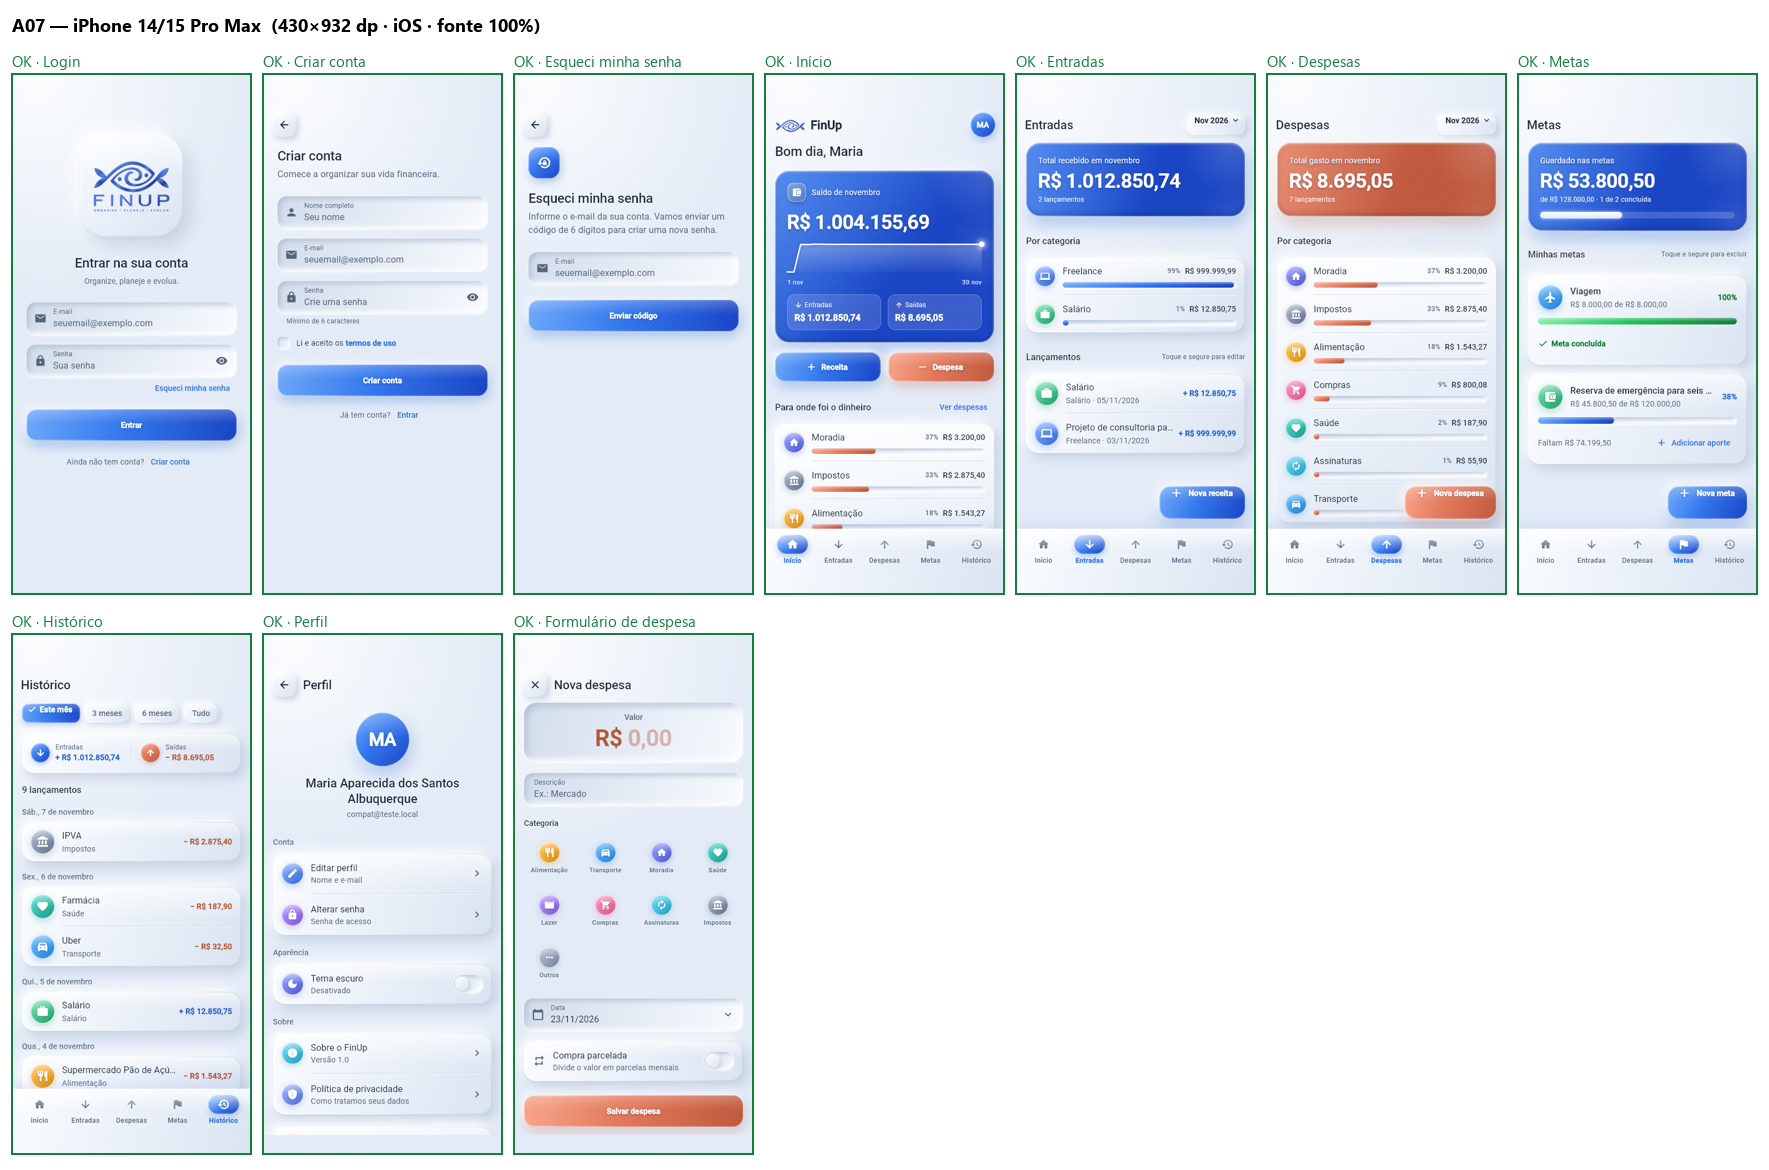 A07 — iPhone 14/15 Pro Max (430×932 dp · iOS · fonte 100%)
OK · Login
FINUP
ORGANIZE • PLANEJE • EVOLUA
Entrar na sua conta
Organize, planeje e evolua.
E-mail
seuemail@exemplo.com
Senha
Sua senha
Esqueci minha senha
Entrar
Ainda não tem conta? Criar conta
OK · Criar conta
Criar conta
Comece a organizar sua vida financeira.
Nome completo
Seu nome
E-mail
seuemail@exemplo.com
Senha
Crie uma senha
Mínimo de 6 caracteres
Li e aceito os termos de uso
Criar conta
Já tem conta? Entrar
OK · Esqueci minha senha
Esqueci minha senha
Informe o e-mail da sua conta. Vamos enviar um
código de 6 dígitos para criar uma nova senha.
E-mail
seuemail@exemplo.com
Enviar código
OK · Início
FinUp
MA
Bom dia, Maria
Saldo de novembro
R$ 1.004.155,69
1 nov
30 nov
Entradas
R$ 1.012.850,74
Saídas
R$ 8.695,05
Receita
Despesa
Para onde foi o dinheiro
Ver despesas
Moradia 37% R$ 3.200,00
Impostos 33% R$ 2.875,40
Alimentação 18% R$ 1.543,27
Início Entradas Despesas Metas Histórico
OK · Entradas
Entradas
Nov 2026
Total recebido em novembro
R$ 1.012.850,74
2 lançamentos
Por categoria
Freelance 99% R$ 999.999,99
Salário 1% R$ 12.850,75
Lançamentos
Toque e segure para editar
Salário
Salário · 05/11/2026
+ R$ 12.850,75
Projeto de consultoria pa...
Freelance · 03/11/2026
+ R$ 999.999,99
Nova receita
Início Entradas Despesas Metas Histórico
OK · Despesas
Despesas
Nov 2026
Total gasto em novembro
R$ 8.695,05
7 lançamentos
Por categoria
Moradia 37% R$ 3.200,00
Impostos 33% R$ 2.875,40
Alimentação 18% R$ 1.543,27
Compras 9% R$ 800,08
Saúde 2% R$ 187,90
Assinaturas 1% R$ 55,90
Transporte
Nova despesa
Início Entradas Despesas Metas Histórico
OK · Metas
Metas
Guardado nas metas
R$ 53.800,50
de R$ 128.000,00 · 1 de 2 concluída
Minhas metas
Toque e segure para excluir
Viagem
R$ 8.000,00 de R$ 8.000,00
100%
Meta concluída
Reserva de emergência para seis ...
R$ 45.800,50 de R$ 120.000,00
38%
Faltam R$ 74.199,50
Adicionar aporte
Nova meta
Início Entradas Despesas Metas Histórico
OK · Histórico
Histórico
Este mês
3 meses
6 meses
Tudo
Entradas
+ R$ 1.012.850,74
Saídas
− R$ 8.695,05
9 lançamentos
Sáb., 7 de novembro
IPVA
Impostos
− R$ 2.875,40
Sex., 6 de novembro
Farmácia
Saúde
− R$ 187,90
Uber
Transporte
− R$ 32,50
Qui., 5 de novembro
Salário
Salário
+ R$ 12.850,75
Qua., 4 de novembro
Supermercado Pão de Açú...
Alimentação
− R$ 1.543,27
Início Entradas Despesas Metas Histórico
OK · Perfil
Perfil
MA
Maria Aparecida dos Santos
Albuquerque
compat@teste.local
Conta
Editar perfil
Nome e e-mail
Alterar senha
Senha de acesso
Aparência
Tema escuro
Desativado
Sobre
Sobre o FinUp
Versão 1.0
Política de privacidade
Como tratamos seus dados
OK · Formulário de despesa
Nova despesa
Valor
R$ 0,00
Descrição
Ex.: Mercado
Categoria
Alimentação Transporte Moradia Saúde
Lazer Compras Assinaturas Impostos
Outros
Data
23/11/2026
Compra parcelada
Divide o valor em parcelas mensais
Salvar despesa